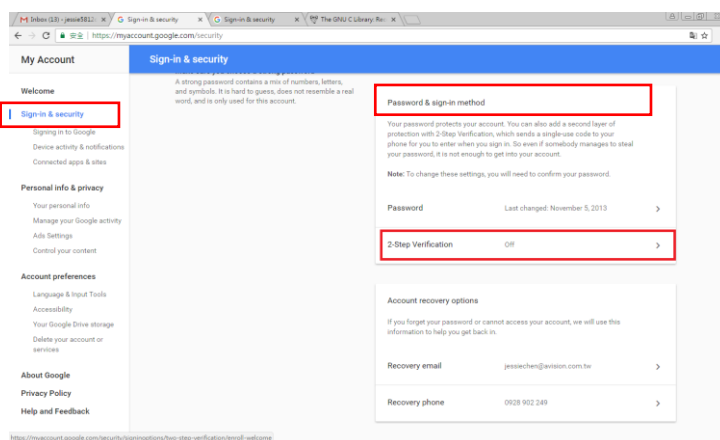 Inbox (13) - jessie5812
Sign-in & security
Sign-in & security
The GNU C Library: Re
安全 | https://myaccount.google.com/security
My Account
Sign-in & security
Welcome
Sign-in & security
Signing in to Google
Device activity & notifications
Connected apps & sites
Personal info & privacy
Your personal info
Manage your Google activity
Ads Settings
Control your content
Account preferences
Language & Input Tools
Accessibility
Your Google Drive storage
Delete your account or
services
About Google
Privacy Policy
Help and Feedback
A strong password contains a mix of numbers, letters,
and symbols. It is hard to guess, does not resemble a real
word, and is only used for this account.
Password & sign-in method
Your password protects your account. You can also add a second layer of
protection with 2-Step Verification, which sends a single-use code to your
phone for you to enter when you sign in. So even if somebody manages to steal
your password, it is not enough to get into your account.
Note: To change these settings, you will need to confirm your password.
Password Last changed: November 5, 2013
2-Step Verification Off
Account recovery options
If you forget your password or cannot access your account, we will use this
information to help you get back in.
Recovery email jessiechen@avision.com.tw
Recovery phone 0928 902 249
https://myaccount.google.com/security/signinoptions/two-step-verification/enroll-welcome